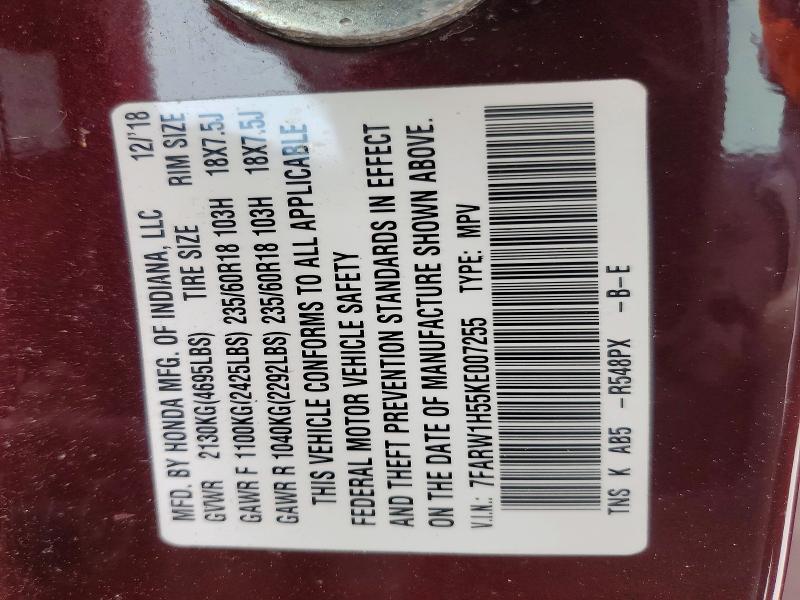 MFD. BY HONDA MFG. OF INDIANA, LLC 12/'18
GVWR 2130KG(4695LBS) TIRE SIZE RIM SIZE
GAWR F 1100KG(2425LBS) 235/60R18 103H 18X7.5J
GAWR R 1040KG(2292LBS) 235/60R18 103H 18X7.5J
THIS VEHICLE CONFORMS TO ALL APPLICABLE
FEDERAL MOTOR VEHICLE SAFETY
AND THEFT PREVENTION STANDARDS IN EFFECT
ON THE DATE OF MANUFACTURE SHOWN ABOVE.
V.I.N.: 7FARW1H55KE007255 TYPE: MPV
TNS K AB5 -R548PX -B-E